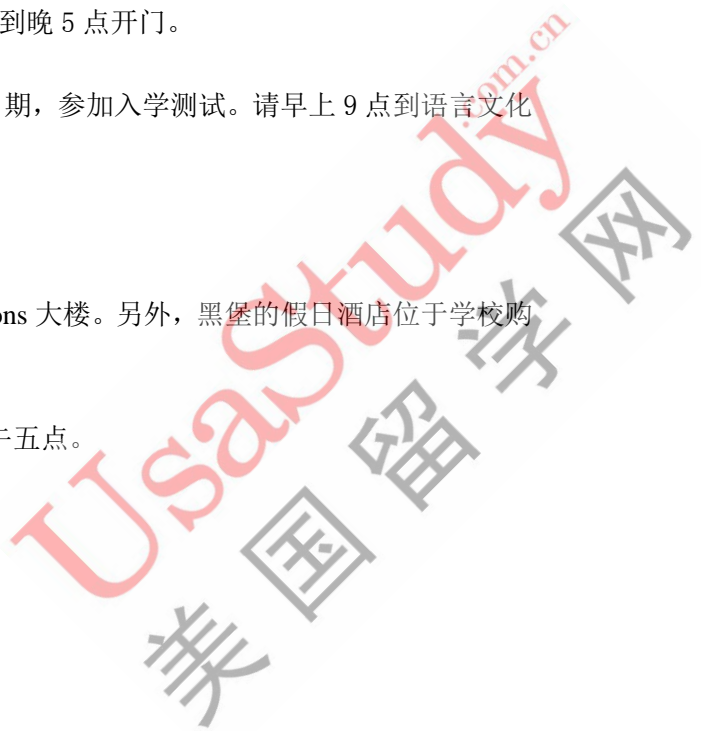 到晚 5 点开门。
期，参加入学测试。请早上 9 点到语言文化
ons 大楼。另外，黑堡的假日酒店位于学校购
午五点。
UsaStudy.com.cn
美国留学网